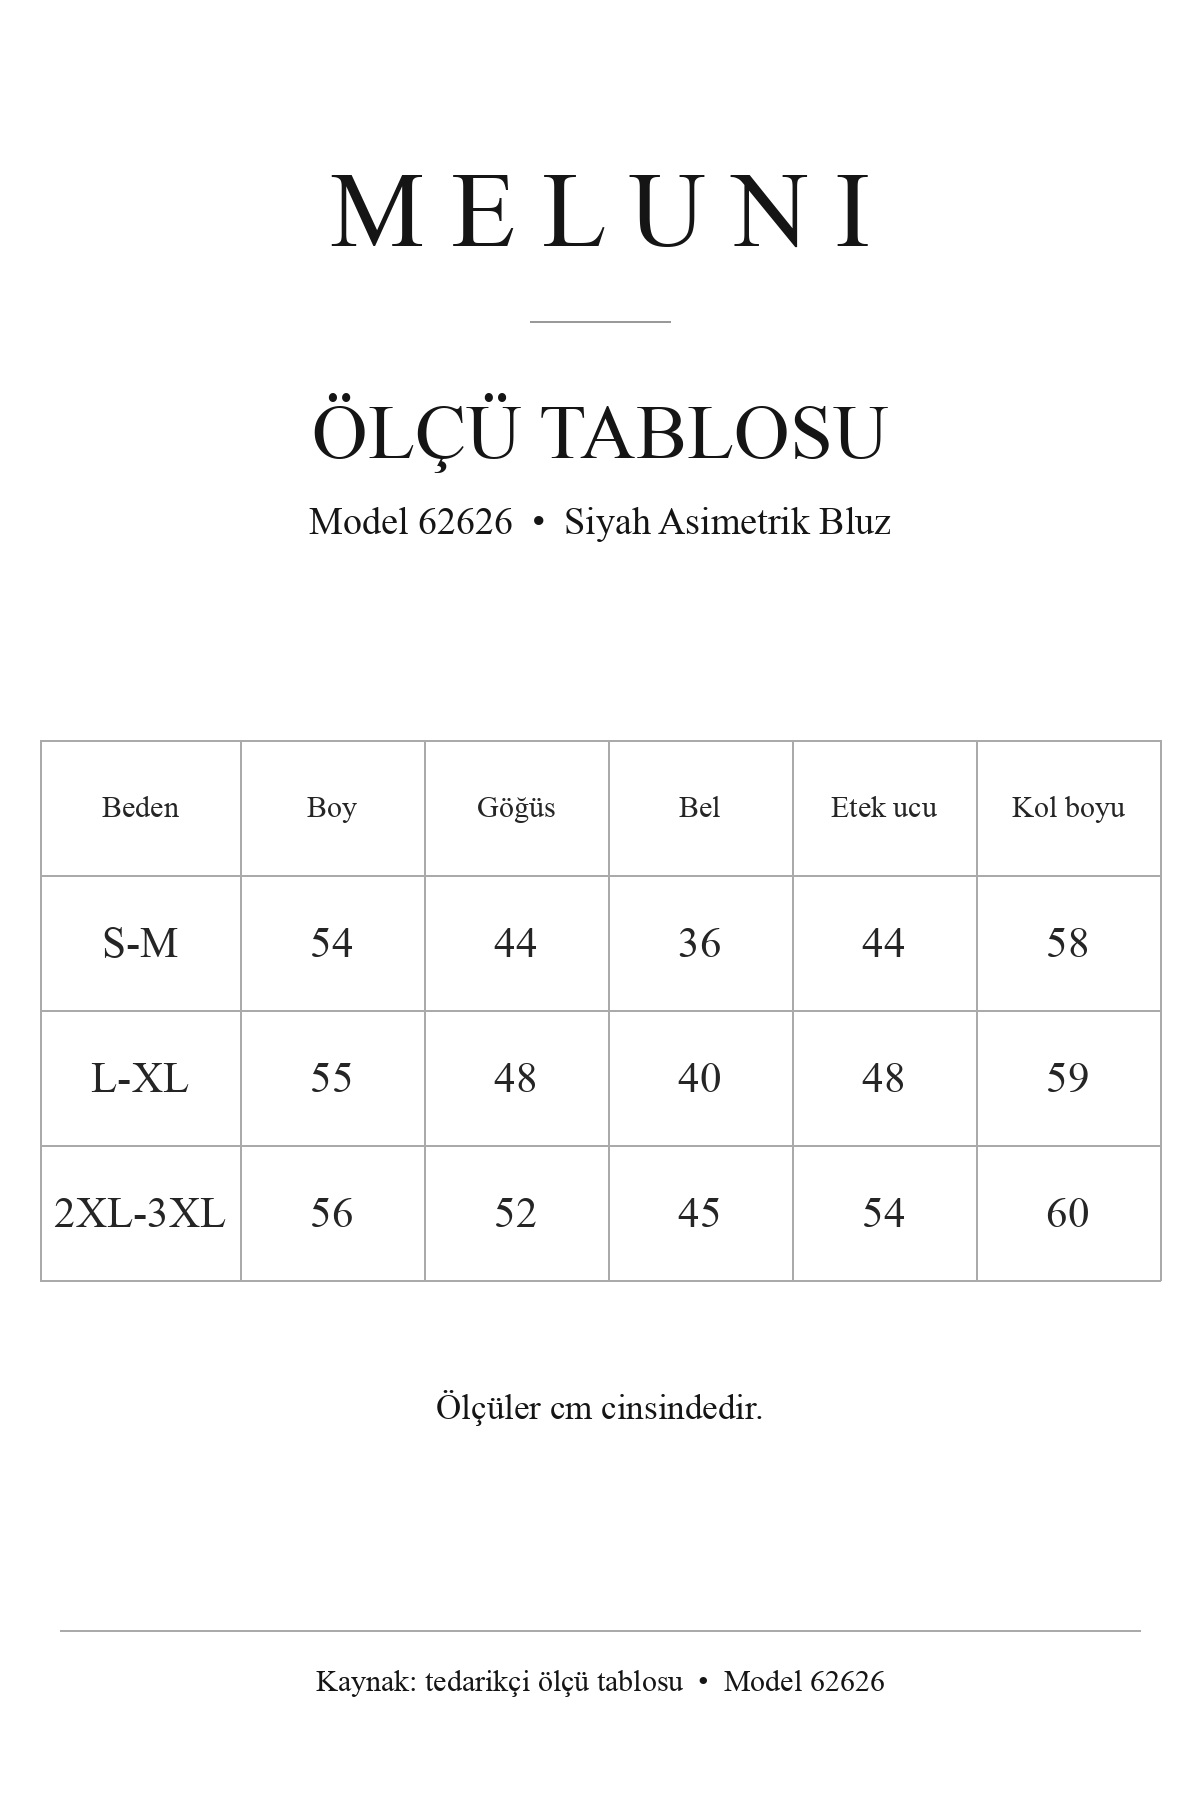 MELUNI
ÖLÇÜ TABLOSU
Model 62626 • Siyah Asimetrik Bluz
Beden Boy Göğüs Bel Etek ucu Kol boyu
S-M 54 44 36 44 58
L-XL 55 48 40 48 59
2XL-3XL 56 52 45 54 60
Ölçüler cm cinsindedir.
Kaynak: tedarikçi ölçü tablosu • Model 62626